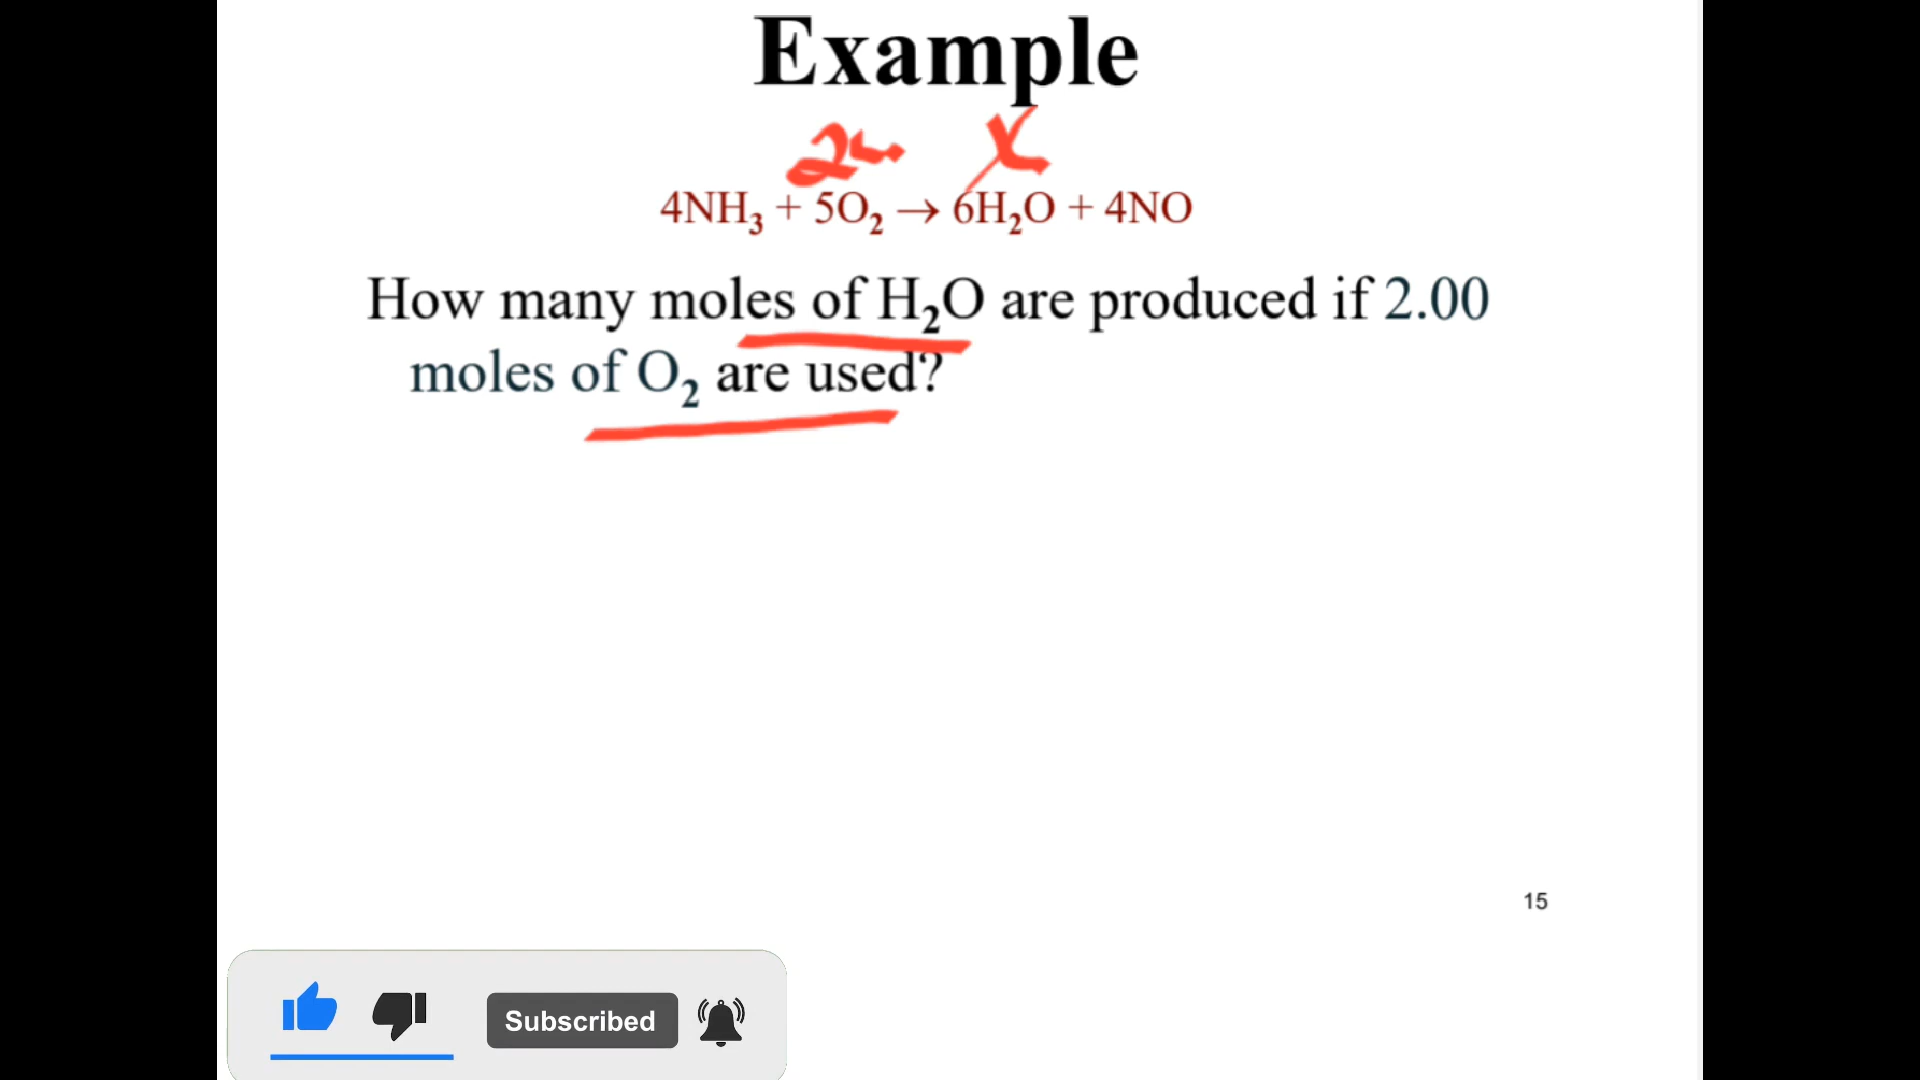 Example
2 X
4NH₃ + 5O₂ → 6H₂O + 4NO
How many moles of H₂O are produced if 2.00
moles of O₂ are used?
15
Subscribed